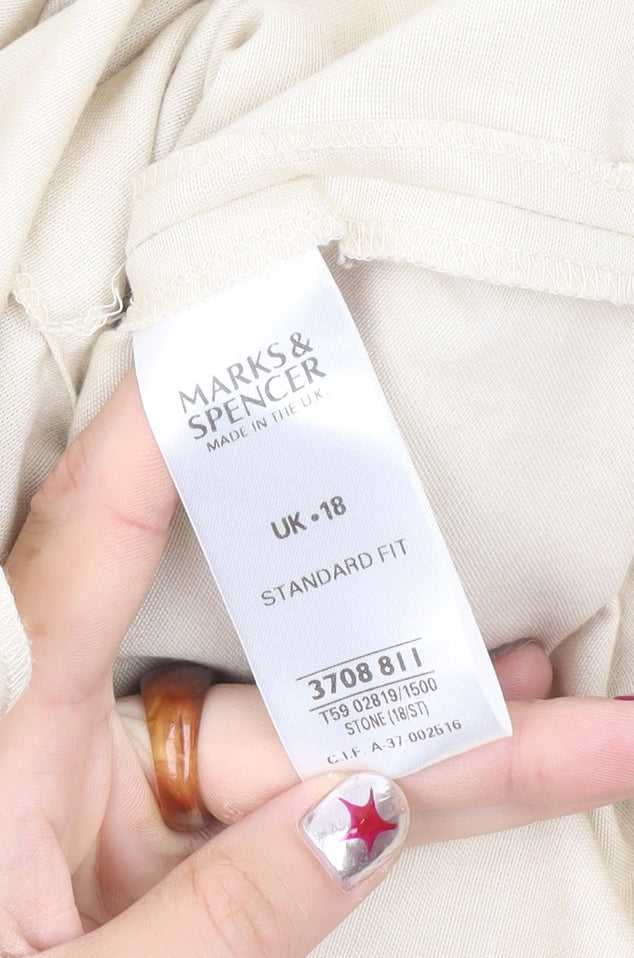 MARKS &
SPENCER
MADE IN THE U.K.
UK • 18
STANDARD FIT
3708 811
T59 02819/1500
STONE (18/ST)
C.I.F. A-37-002516